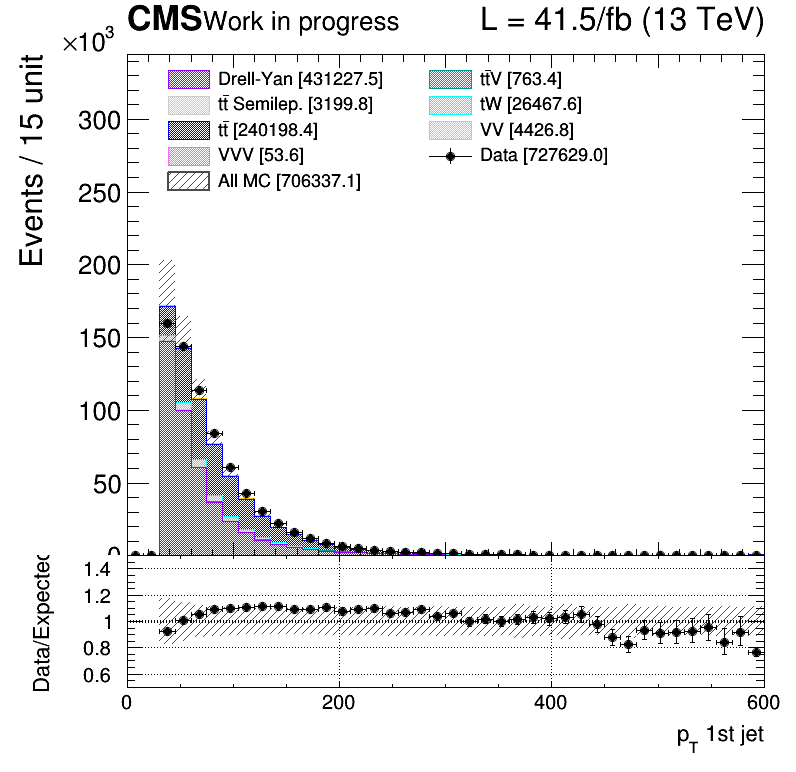 CMS Work in progress L = 41.5/fb (13 TeV)
×10³
Events / 15 unit
Drell-Yan [431227.5]
tt̄ Semilep. [3199.8]
tt̄ [240198.4]
VVV [53.6]
All MC [706337.1]
tt̄V [763.4]
tW [26467.6]
VV [4426.8]
Data [727629.0]
300
250
200
150
100
50
0
Data/Expected
1.4
1.2
1
0.8
0.6
0 200 400 600
p_T 1st jet